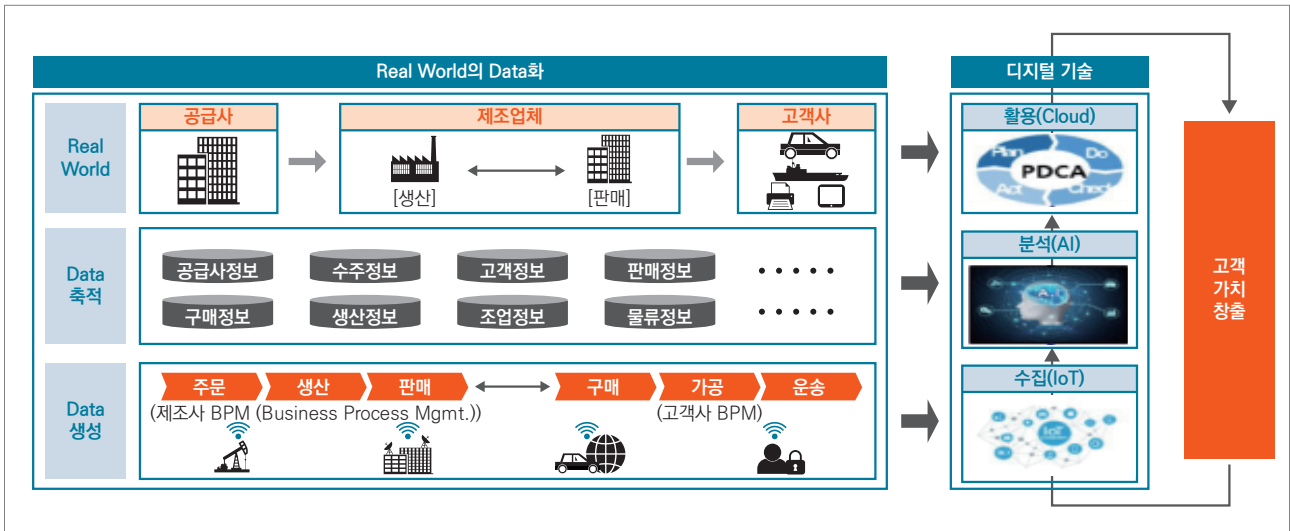 Real World의 Data화
디지털 기술
Real
World
공급사
제조업체
[생산]
[판매]
고객사
활용(Cloud)
Plan
Do
PDCA
Act
Check
Data
축적
공급사정보
수주정보
고객정보
판매정보
• • • • •
구매정보
생산정보
조업정보
물류정보
• • • • •
분석(AI)
고객
가치
창출
Data
생성
주문
생산
판매
구매
가공
운송
(제조사 BPM (Business Process Mgmt.))
(고객사 BPM)
수집(IoT)
IoT